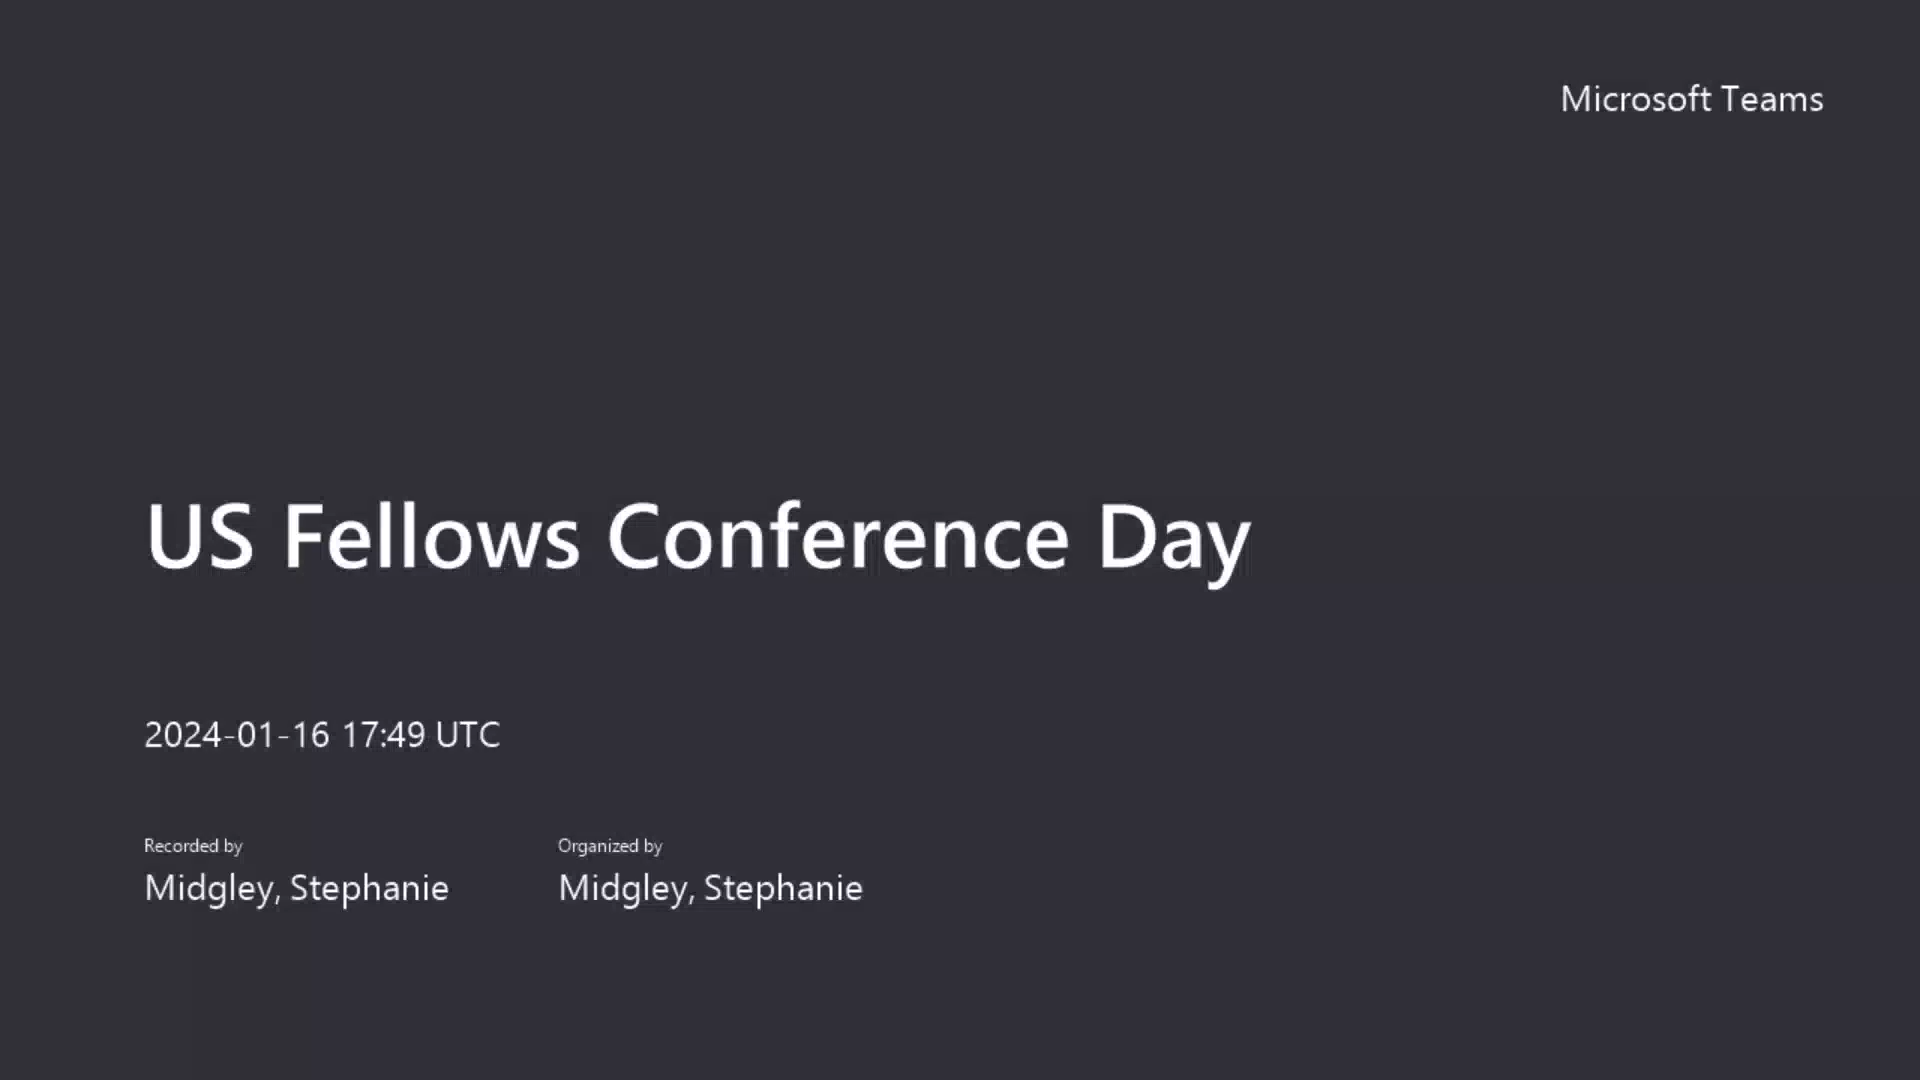 Microsoft Teams
US Fellows Conference Day
2024-01-16 17:49 UTC
Recorded by
Midgley, Stephanie
Organized by
Midgley, Stephanie